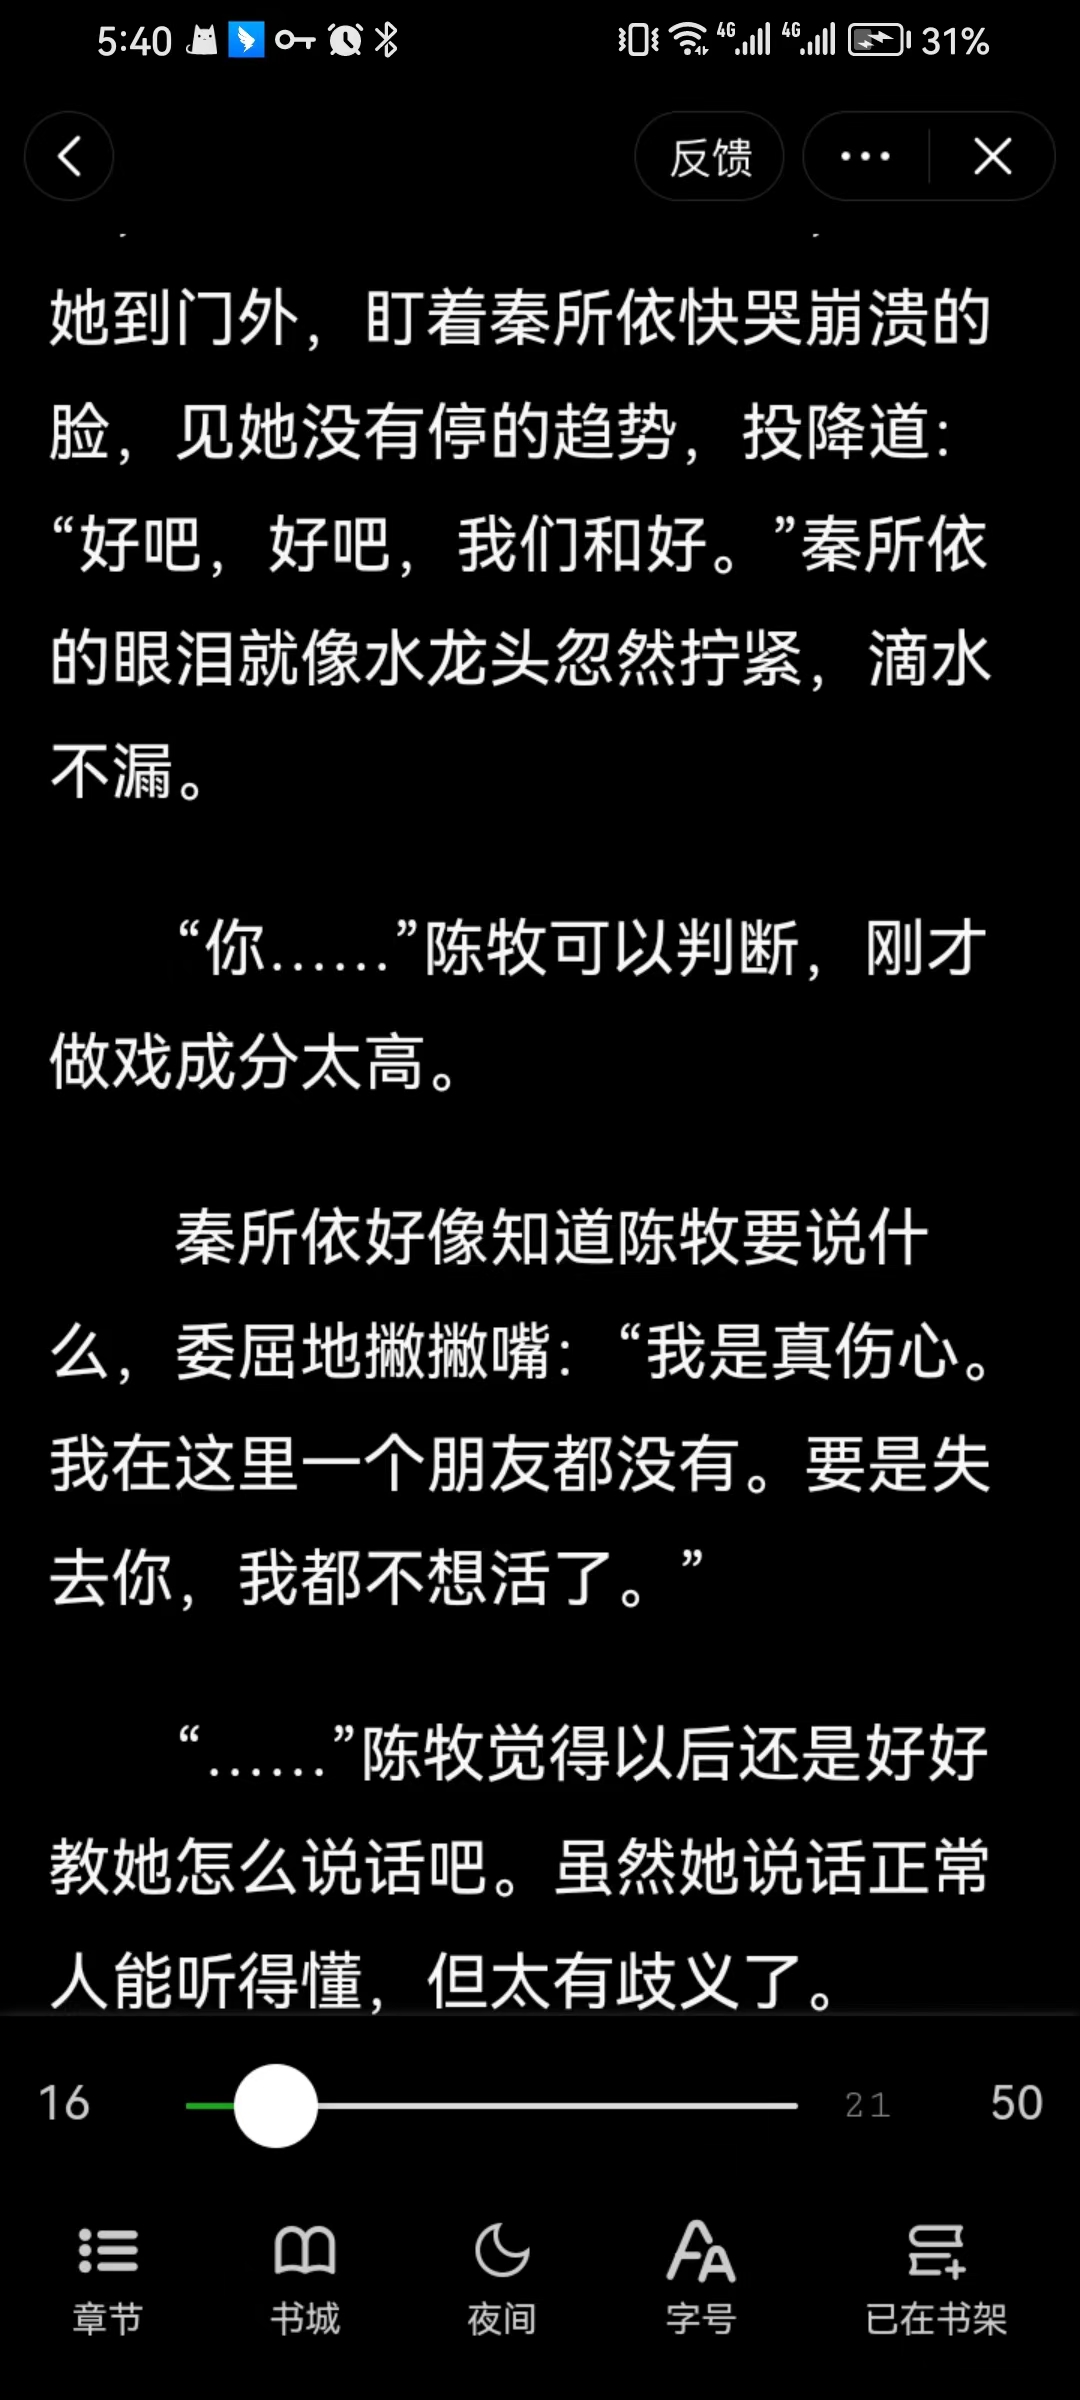 5:40 4G 4G 31%
反馈
她到门外，盯着秦所依快哭崩溃的
脸，见她没有停的趋势，投降道：
“好吧，好吧，我们和好。”秦所依
的眼泪就像水龙头忽然拧紧，滴水
不漏。
“你……”陈牧可以判断，刚才
做戏成分太高。
秦所依好像知道陈牧要说什
么，委屈地撇撇嘴：“我是真伤心。
我在这里一个朋友都没有。要是失
去你，我都不想活了。”
“……”陈牧觉得以后还是好好
教她怎么说话吧。虽然她说话正常
人能听得懂，但太有歧义了。
16 21 50
章节 书城 夜间 字号 已在书架